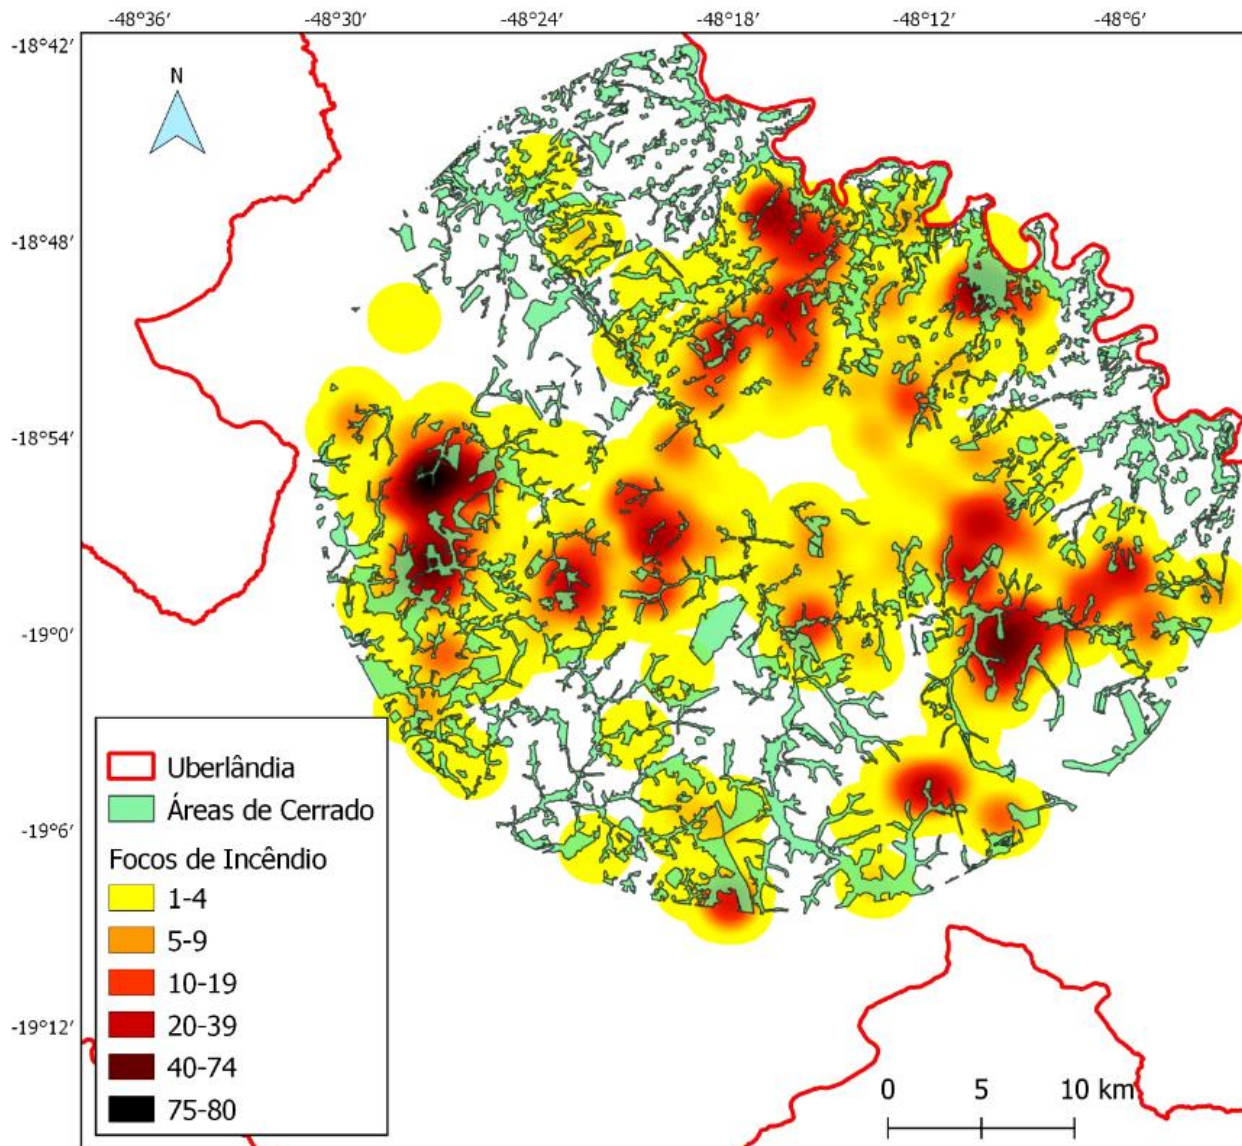 -48°36′ -48°30′ -48°24′ -48°18′ -48°12′ -48°6′
-18°42′
N
-18°48′
-18°54′
-19°0′
Uberlândia
Áreas de Cerrado
-19°6′
Focos de Incêndio
1-4
5-9
10-19
-19°12′
20-39
40-74
75-80
0 5 10 km